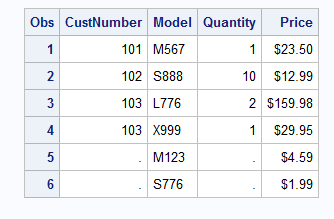 Obs CustNumber Model Quantity Price
1 101 M567 1 $23.50
2 102 S888 10 $12.99
3 103 L776 2 $159.98
4 103 X999 1 $29.95
5 . M123 . $4.59
6 . S776 . $1.99